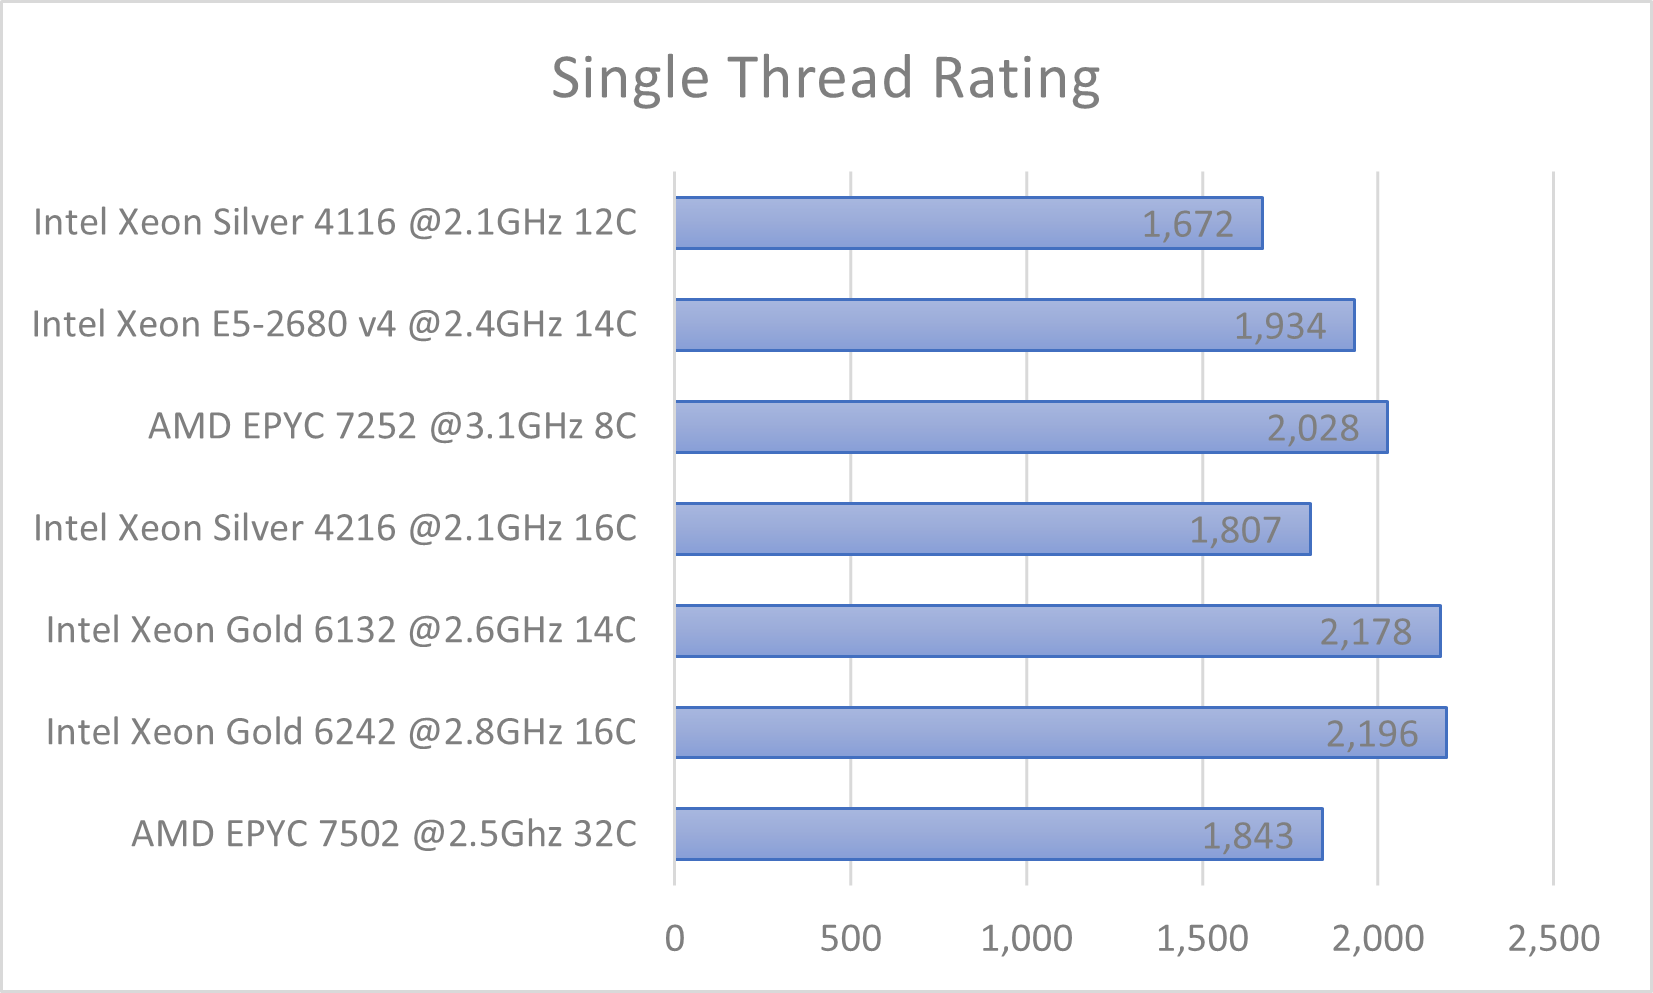 Single Thread Rating
Intel Xeon Silver 4116 @2.1GHz 12C
1,672
Intel Xeon E5-2680 v4 @2.4GHz 14C
1,934
AMD EPYC 7252 @3.1GHz 8C
2,028
Intel Xeon Silver 4216 @2.1GHz 16C
1,807
Intel Xeon Gold 6132 @2.6GHz 14C
2,178
Intel Xeon Gold 6242 @2.8GHz 16C
2,196
AMD EPYC 7502 @2.5Ghz 32C
1,843
0 500 1,000 1,500 2,000 2,500